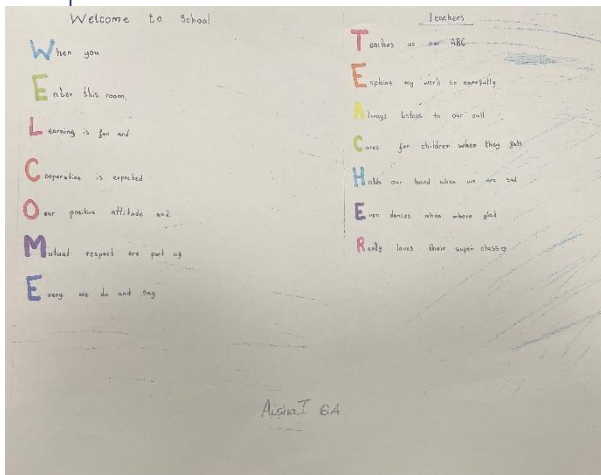 Welcome to School
When you
Enter this room,
Learning is fun and
Cooperation is expected
Our positive attitude and
Mutual respect are part of
Every we do and say
Teachers
Teaches us our ABC
Explains my work so carefully
Always listens to our call
Cares for children when they fall
Holds our hand when we are sad
Even dances when where glad
Really loves their super class
Aisha T 6A